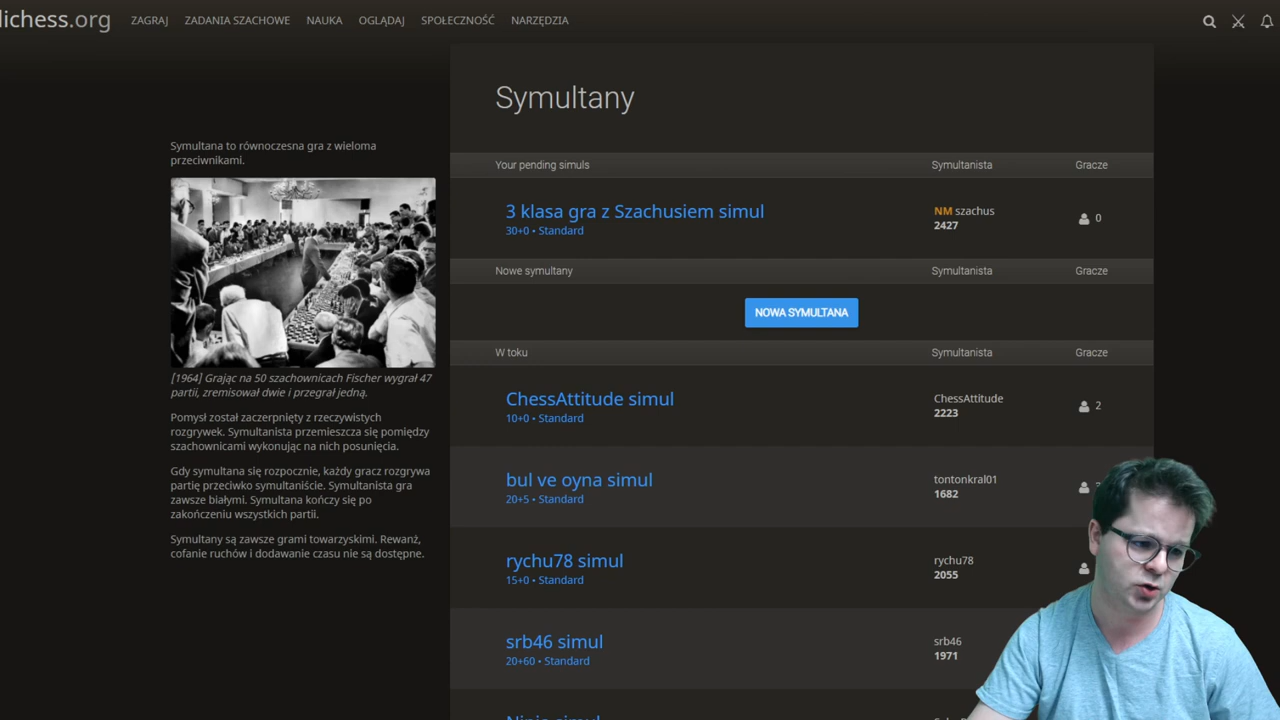 lichess.org ZAGRAJ ZADANIA SZACHOWE NAUKA OGLĄDAJ SPOŁECZNOŚĆ NARZĘDZIA
Symultana to równoczesna gra z wieloma
przeciwnikami.
[1964] Grając na 50 szachownicach Fischer wygrał 47
partii, zremisował dwie i przegrał jedną.
Pomysł został zaczerpnięty z rzeczywistych
rozgrywek. Symultanista przemieszcza się pomiędzy
szachownicami wykonując na nich posunięcia.
Gdy symultana się rozpocznie, każdy gracz rozgrywa
partię przeciwko symultaniście. Symultanista gra
zawsze białymi. Symultana kończy się po
zakończeniu wszystkich partii.
Symultany są zawsze grami towarzyskimi. Rewanż,
cofanie ruchów i dodawanie czasu nie są dostępne.
Symultany
Your pending simuls Symultanista Gracze
3 klasa gra z Szachusiem simul NM szachus 0
30+0 • Standard 2427
Nowe symultany Symultanista Gracze
NOWA SYMULTANA
W toku Symultanista Gracze
ChessAttitude simul ChessAttitude 2
10+0 • Standard 2223
bul ve oyna simul tontonkral01
20+5 • Standard 1682
rychu78 simul rychu78
15+0 • Standard 2055
srb46 simul srb46
20+60 • Standard 1971